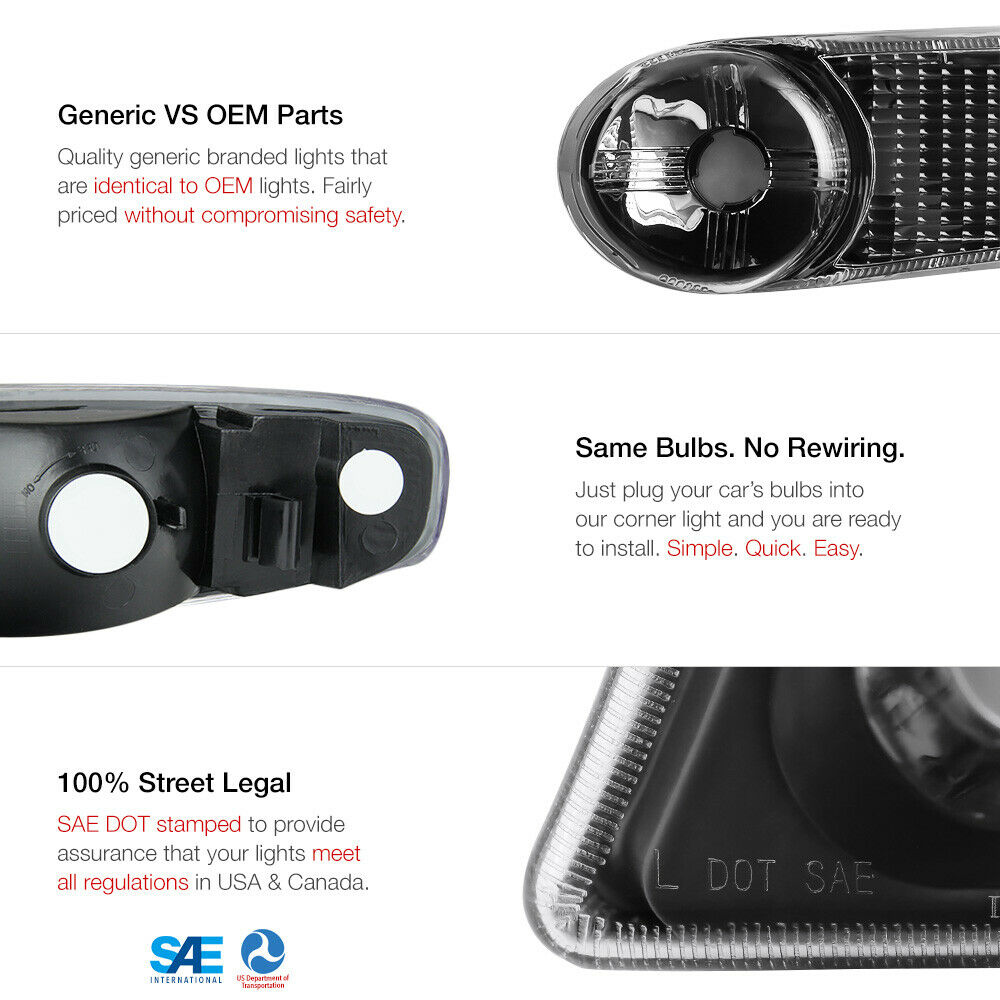 Generic VS OEM Parts
Quality generic branded lights that
are identical to OEM lights. Fairly
priced without compromising safety.
Same Bulbs. No Rewiring.
Just plug your car's bulbs into
our corner light and you are ready
to install. Simple. Quick. Easy.
100% Street Legal
SAE DOT stamped to provide
assurance that your lights meet
all regulations in USA & Canada.
L DOT SAE
SAE
INTERNATIONAL
US Department of
Transportation